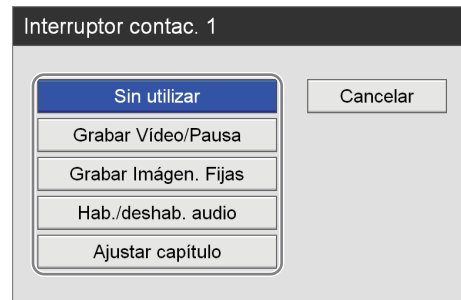 Interruptor contac. 1
Sin utilizar
Cancelar
Grabar Vídeo/Pausa
Grabar Imágen. Fijas
Hab./deshab. audio
Ajustar capítulo